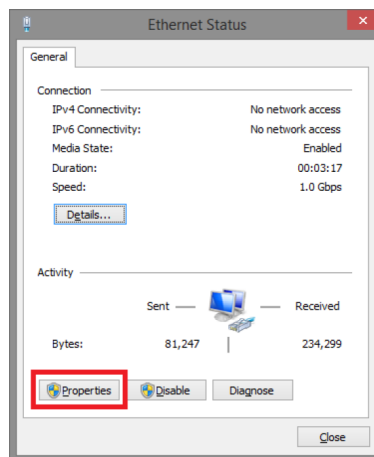 Ethernet Status
General
Connection
IPv4 Connectivity: No network access
IPv6 Connectivity: No network access
Media State: Enabled
Duration: 00:03:17
Speed: 1.0 Gbps
Details...
Activity
Sent Received
Bytes: 81,247 234,299
Properties Disable Diagnose
Close